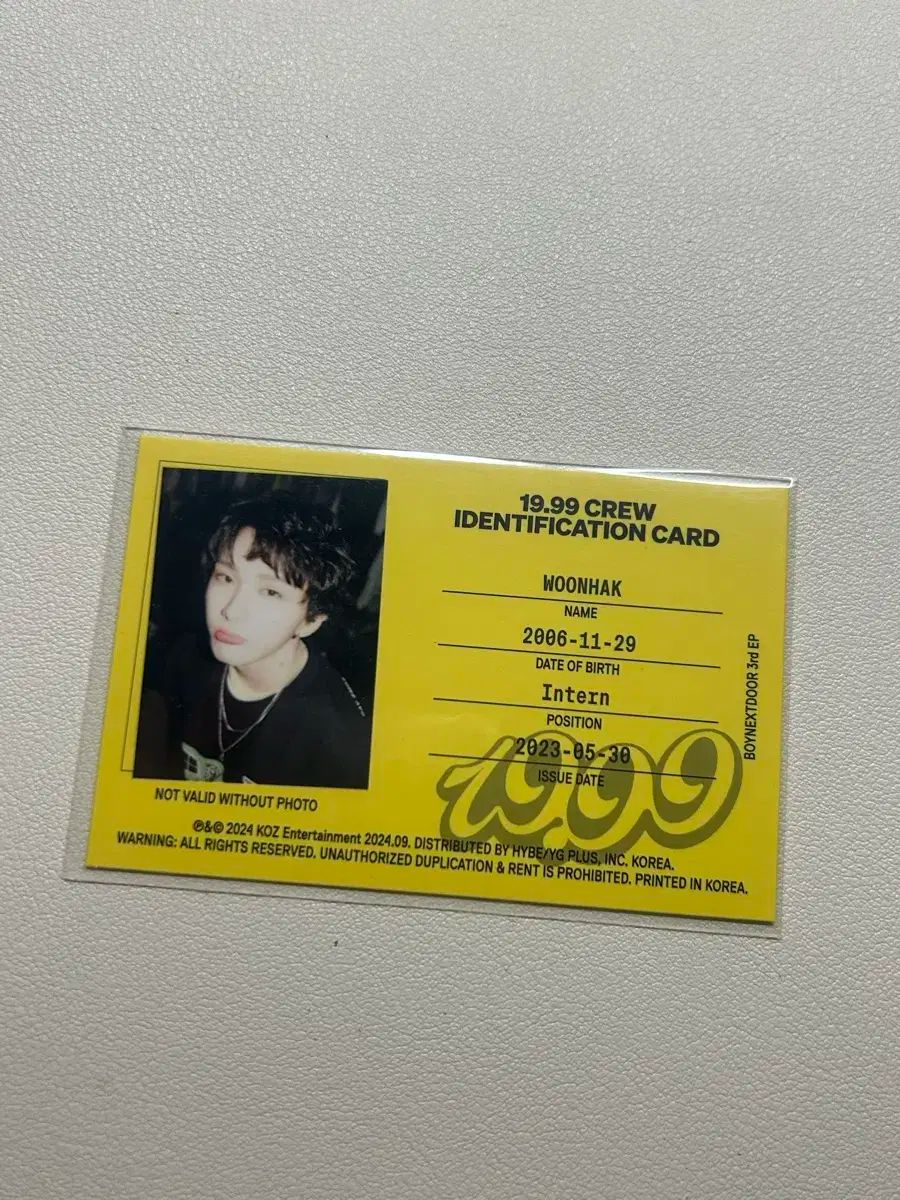 19.99 CREW
IDENTIFICATION CARD
WOONHAK
NAME
2006-11-29
DATE OF BIRTH
Intern
POSITION
2023-05-30
ISSUE DATE
1999
BOYNEXTDOOR 3rd EP
NOT VALID WITHOUT PHOTO
℗&© 2024 KOZ Entertainment 2024.09. DISTRIBUTED BY HYBE/YG PLUS, INC. KOREA.
WARNING: ALL RIGHTS RESERVED. UNAUTHORIZED DUPLICATION & RENT IS PROHIBITED. PRINTED IN KOREA.